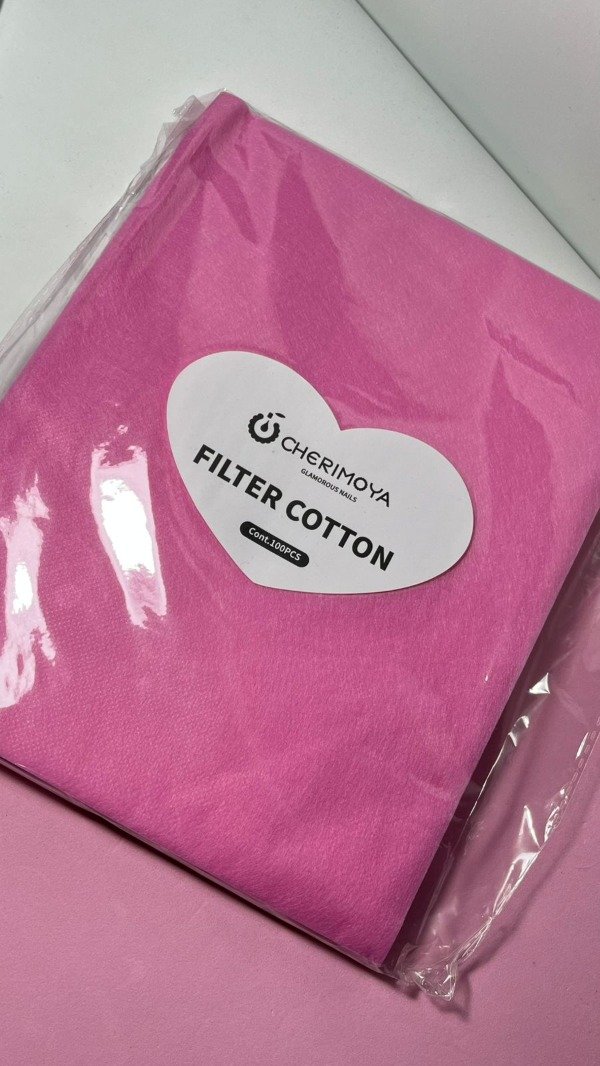 CHERIMOYA
GLAMOROUS NAILS
FILTER COTTON
Cont.100PCS